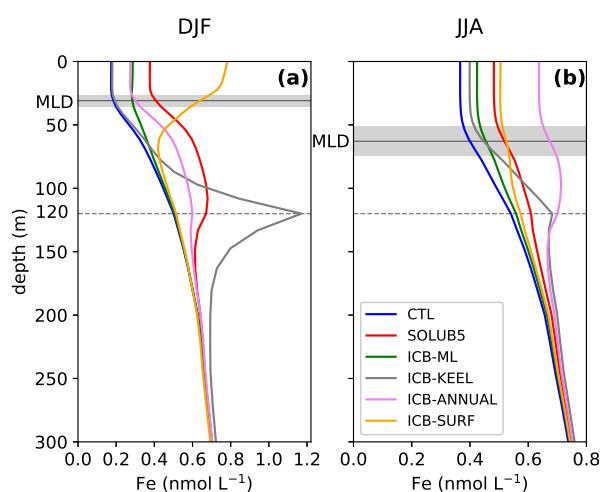 DJF
JJA
0
MLD
50
100
120
150
200
250
300
depth (m)
(a)
0.0 0.2 0.4 0.6 0.8 1.0 1.2
Fe (nmol L⁻¹)
MLD
(b)
CTL
SOLUB5
ICB-ML
ICB-KEEL
ICB-ANNUAL
ICB-SURF
0.0 0.2 0.4 0.6 0.8
Fe (nmol L⁻¹)